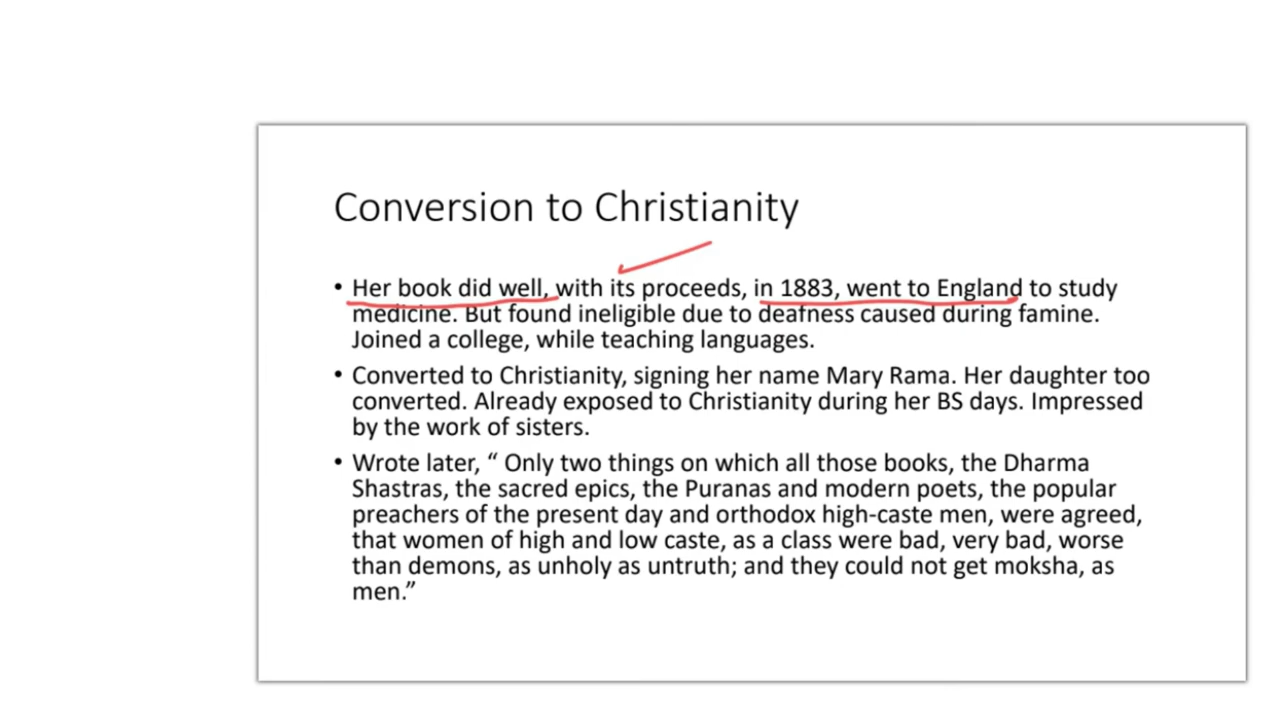 Conversion to Christianity
• Her book did well, with its proceeds, in 1883, went to England to study
medicine. But found ineligible due to deafness caused during famine.
Joined a college, while teaching languages.
• Converted to Christianity, signing her name Mary Rama. Her daughter too
converted. Already exposed to Christianity during her BS days. Impressed
by the work of sisters.
• Wrote later, “ Only two things on which all those books, the Dharma
Shastras, the sacred epics, the Puranas and modern poets, the popular
preachers of the present day and orthodox high-caste men, were agreed,
that women of high and low caste, as a class were bad, very bad, worse
than demons, as unholy as untruth; and they could not get moksha, as
men.”